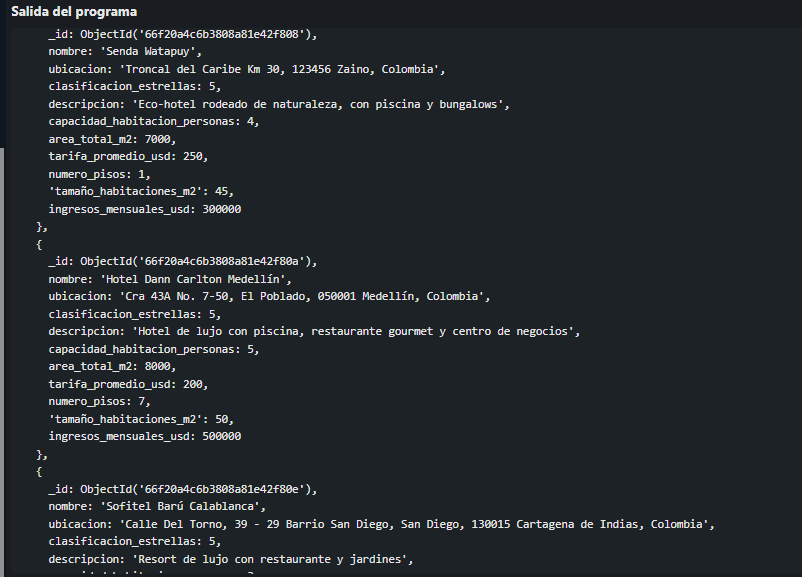 Salida del programa
_id: ObjectId('66f20a4c6b3808a81e42f808'),
nombre: 'Senda Watapuy',
ubicacion: 'Troncal del Caribe Km 30, 123456 Zaino, Colombia',
clasificacion_estrellas: 5,
descripcion: 'Eco-hotel rodeado de naturaleza, con piscina y bungalows',
capacidad_habitacion_personas: 4,
area_total_m2: 7000,
tarifa_promedio_usd: 250,
numero_pisos: 1,
'tamaño_habitaciones_m2': 45,
ingresos_mensuales_usd: 300000
},
{
_id: ObjectId('66f20a4c6b3808a81e42f80a'),
nombre: 'Hotel Dann Carlton Medellín',
ubicacion: 'Cra 43A No. 7-50, El Poblado, 050001 Medellín, Colombia',
clasificacion_estrellas: 5,
descripcion: 'Hotel de lujo con piscina, restaurante gourmet y centro de negocios',
capacidad_habitacion_personas: 5,
area_total_m2: 8000,
tarifa_promedio_usd: 200,
numero_pisos: 7,
'tamaño_habitaciones_m2': 50,
ingresos_mensuales_usd: 500000
},
{
_id: ObjectId('66f20a4c6b3808a81e42f80e'),
nombre: 'Sofitel Barú Calablanca',
ubicacion: 'Calle Del Torno, 39 - 29 Barrio San Diego, San Diego, 130015 Cartagena de Indias, Colombia',
clasificacion_estrellas: 5,
descripcion: 'Resort de lujo con restaurante y jardines',